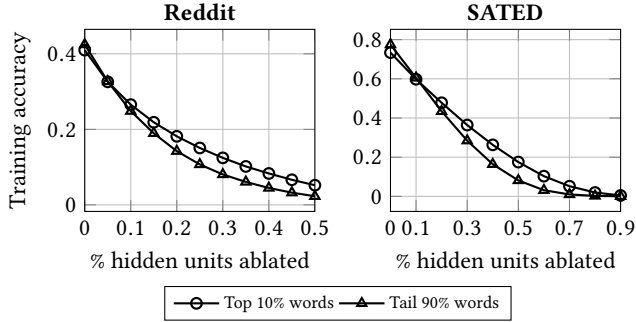 Reddit
SATED
Training accuracy
0.4
0.2
0
0 0.1 0.2 0.3 0.4 0.5
% hidden units ablated
0.8
0.6
0.4
0.2
0
0 0.1 0.3 0.5 0.7 0.9
% hidden units ablated
Top 10% words Tail 90% words